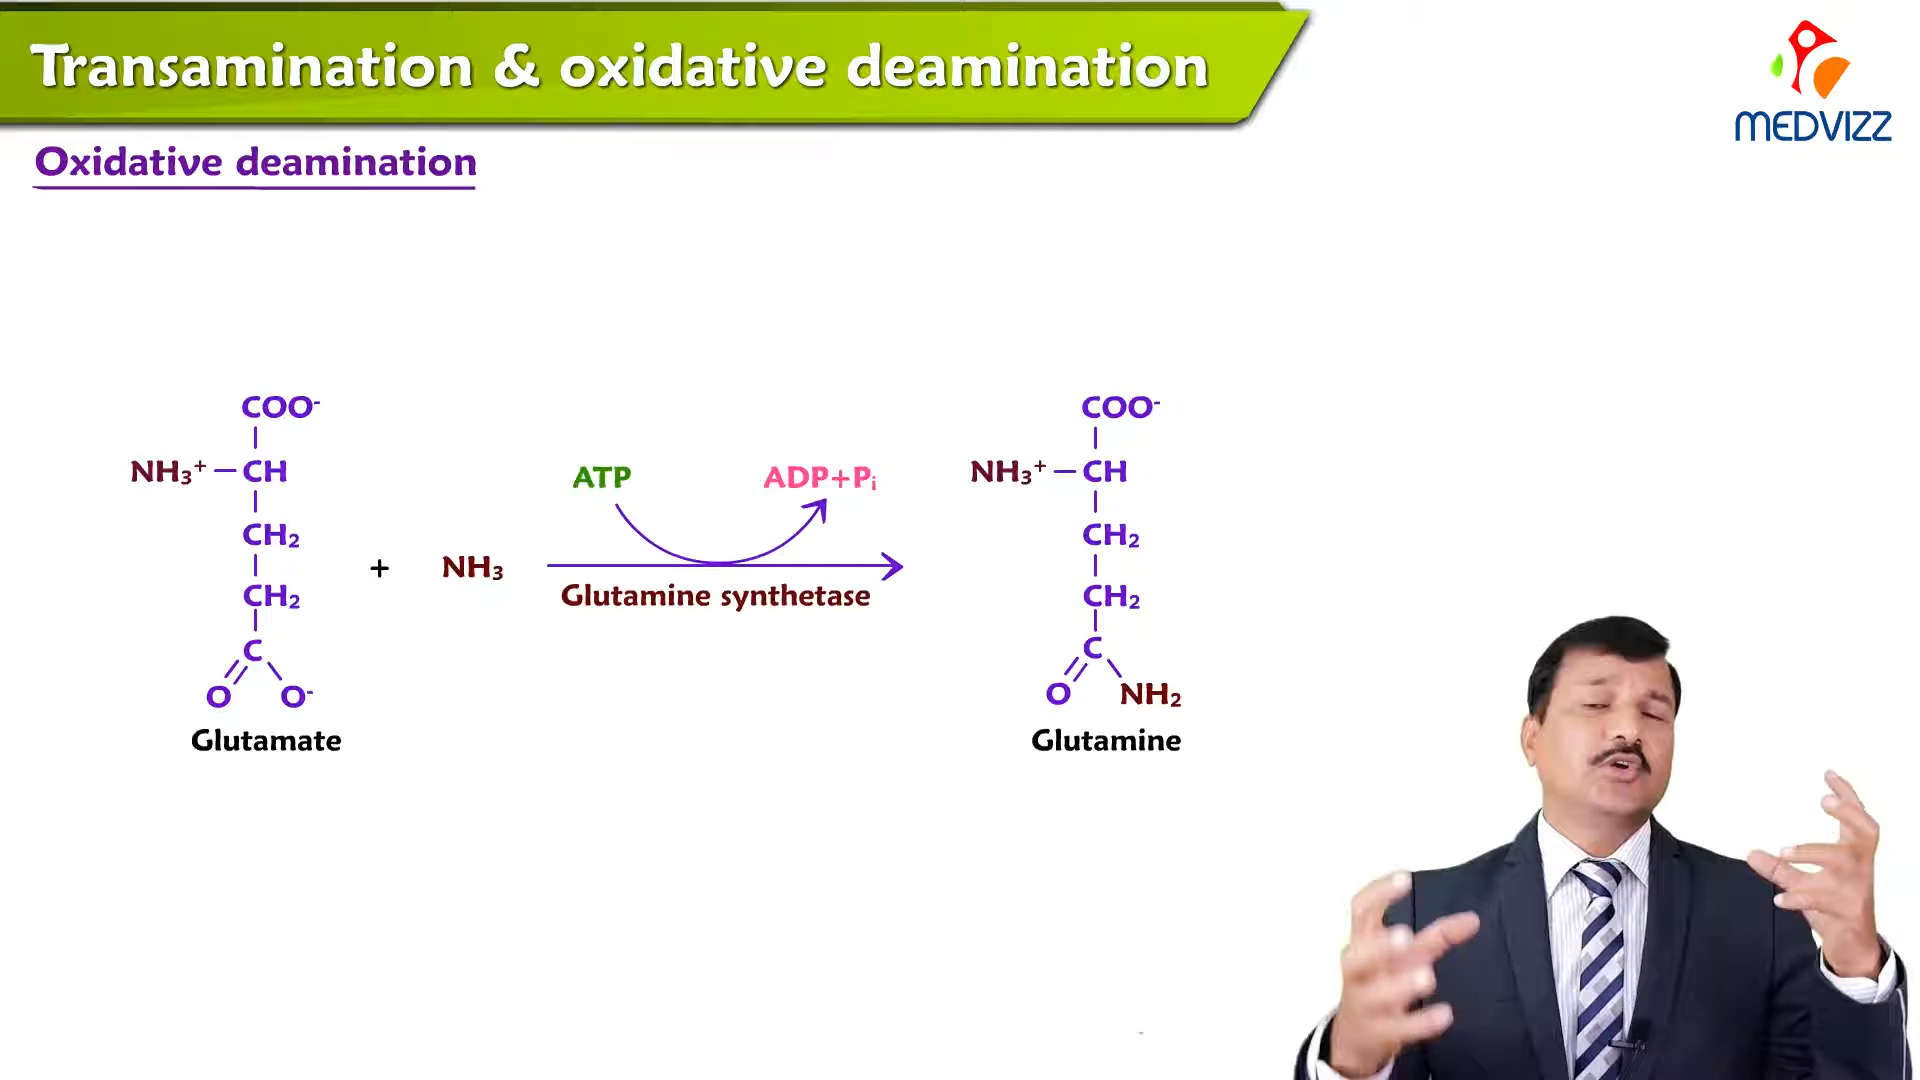 Transamination & oxidative deamination
MEDVIZZ
Oxidative deamination
COO⁻
NH₃⁺ – CH
CH₂
CH₂
C
O O⁻
Glutamate
+ NH₃
ATP ADP+Pᵢ
Glutamine synthetase
COO⁻
NH₃⁺ – CH
CH₂
CH₂
C
O NH₂
Glutamine